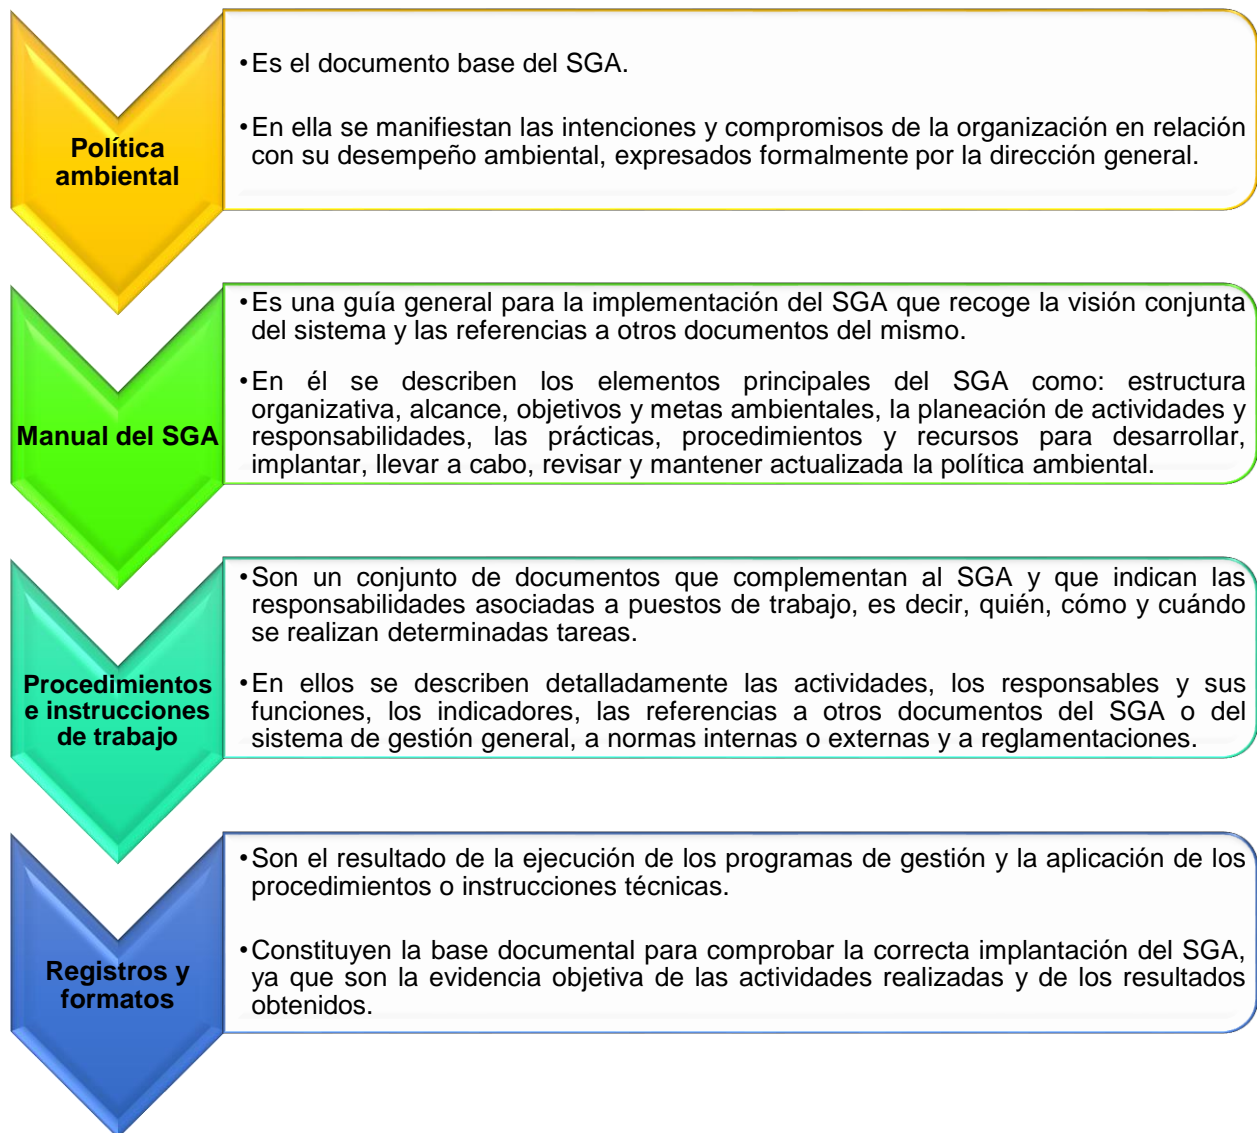 Política
ambiental
•Es el documento base del SGA.
•En ella se manifiestan las intenciones y compromisos de la organización en relación
con su desempeño ambiental, expresados formalmente por la dirección general.
Manual del SGA
•Es una guía general para la implementación del SGA que recoge la visión conjunta
del sistema y las referencias a otros documentos del mismo.
•En él se describen los elementos principales del SGA como: estructura
organizativa, alcance, objetivos y metas ambientales, la planeación de actividades y
responsabilidades, las prácticas, procedimientos y recursos para desarrollar,
implantar, llevar a cabo, revisar y mantener actualizada la política ambiental.
Procedimientos
e instrucciones
de trabajo
•Son un conjunto de documentos que complementan al SGA y que indican las
responsabilidades asociadas a puestos de trabajo, es decir, quién, cómo y cuándo
se realizan determinadas tareas.
•En ellos se describen detalladamente las actividades, los responsables y sus
funciones, los indicadores, las referencias a otros documentos del SGA o del
sistema de gestión general, a normas internas o externas y a reglamentaciones.
Registros y
formatos
•Son el resultado de la ejecución de los programas de gestión y la aplicación de los
procedimientos o instrucciones técnicas.
•Constituyen la base documental para comprobar la correcta implantación del SGA,
ya que son la evidencia objetiva de las actividades realizadas y de los resultados
obtenidos.